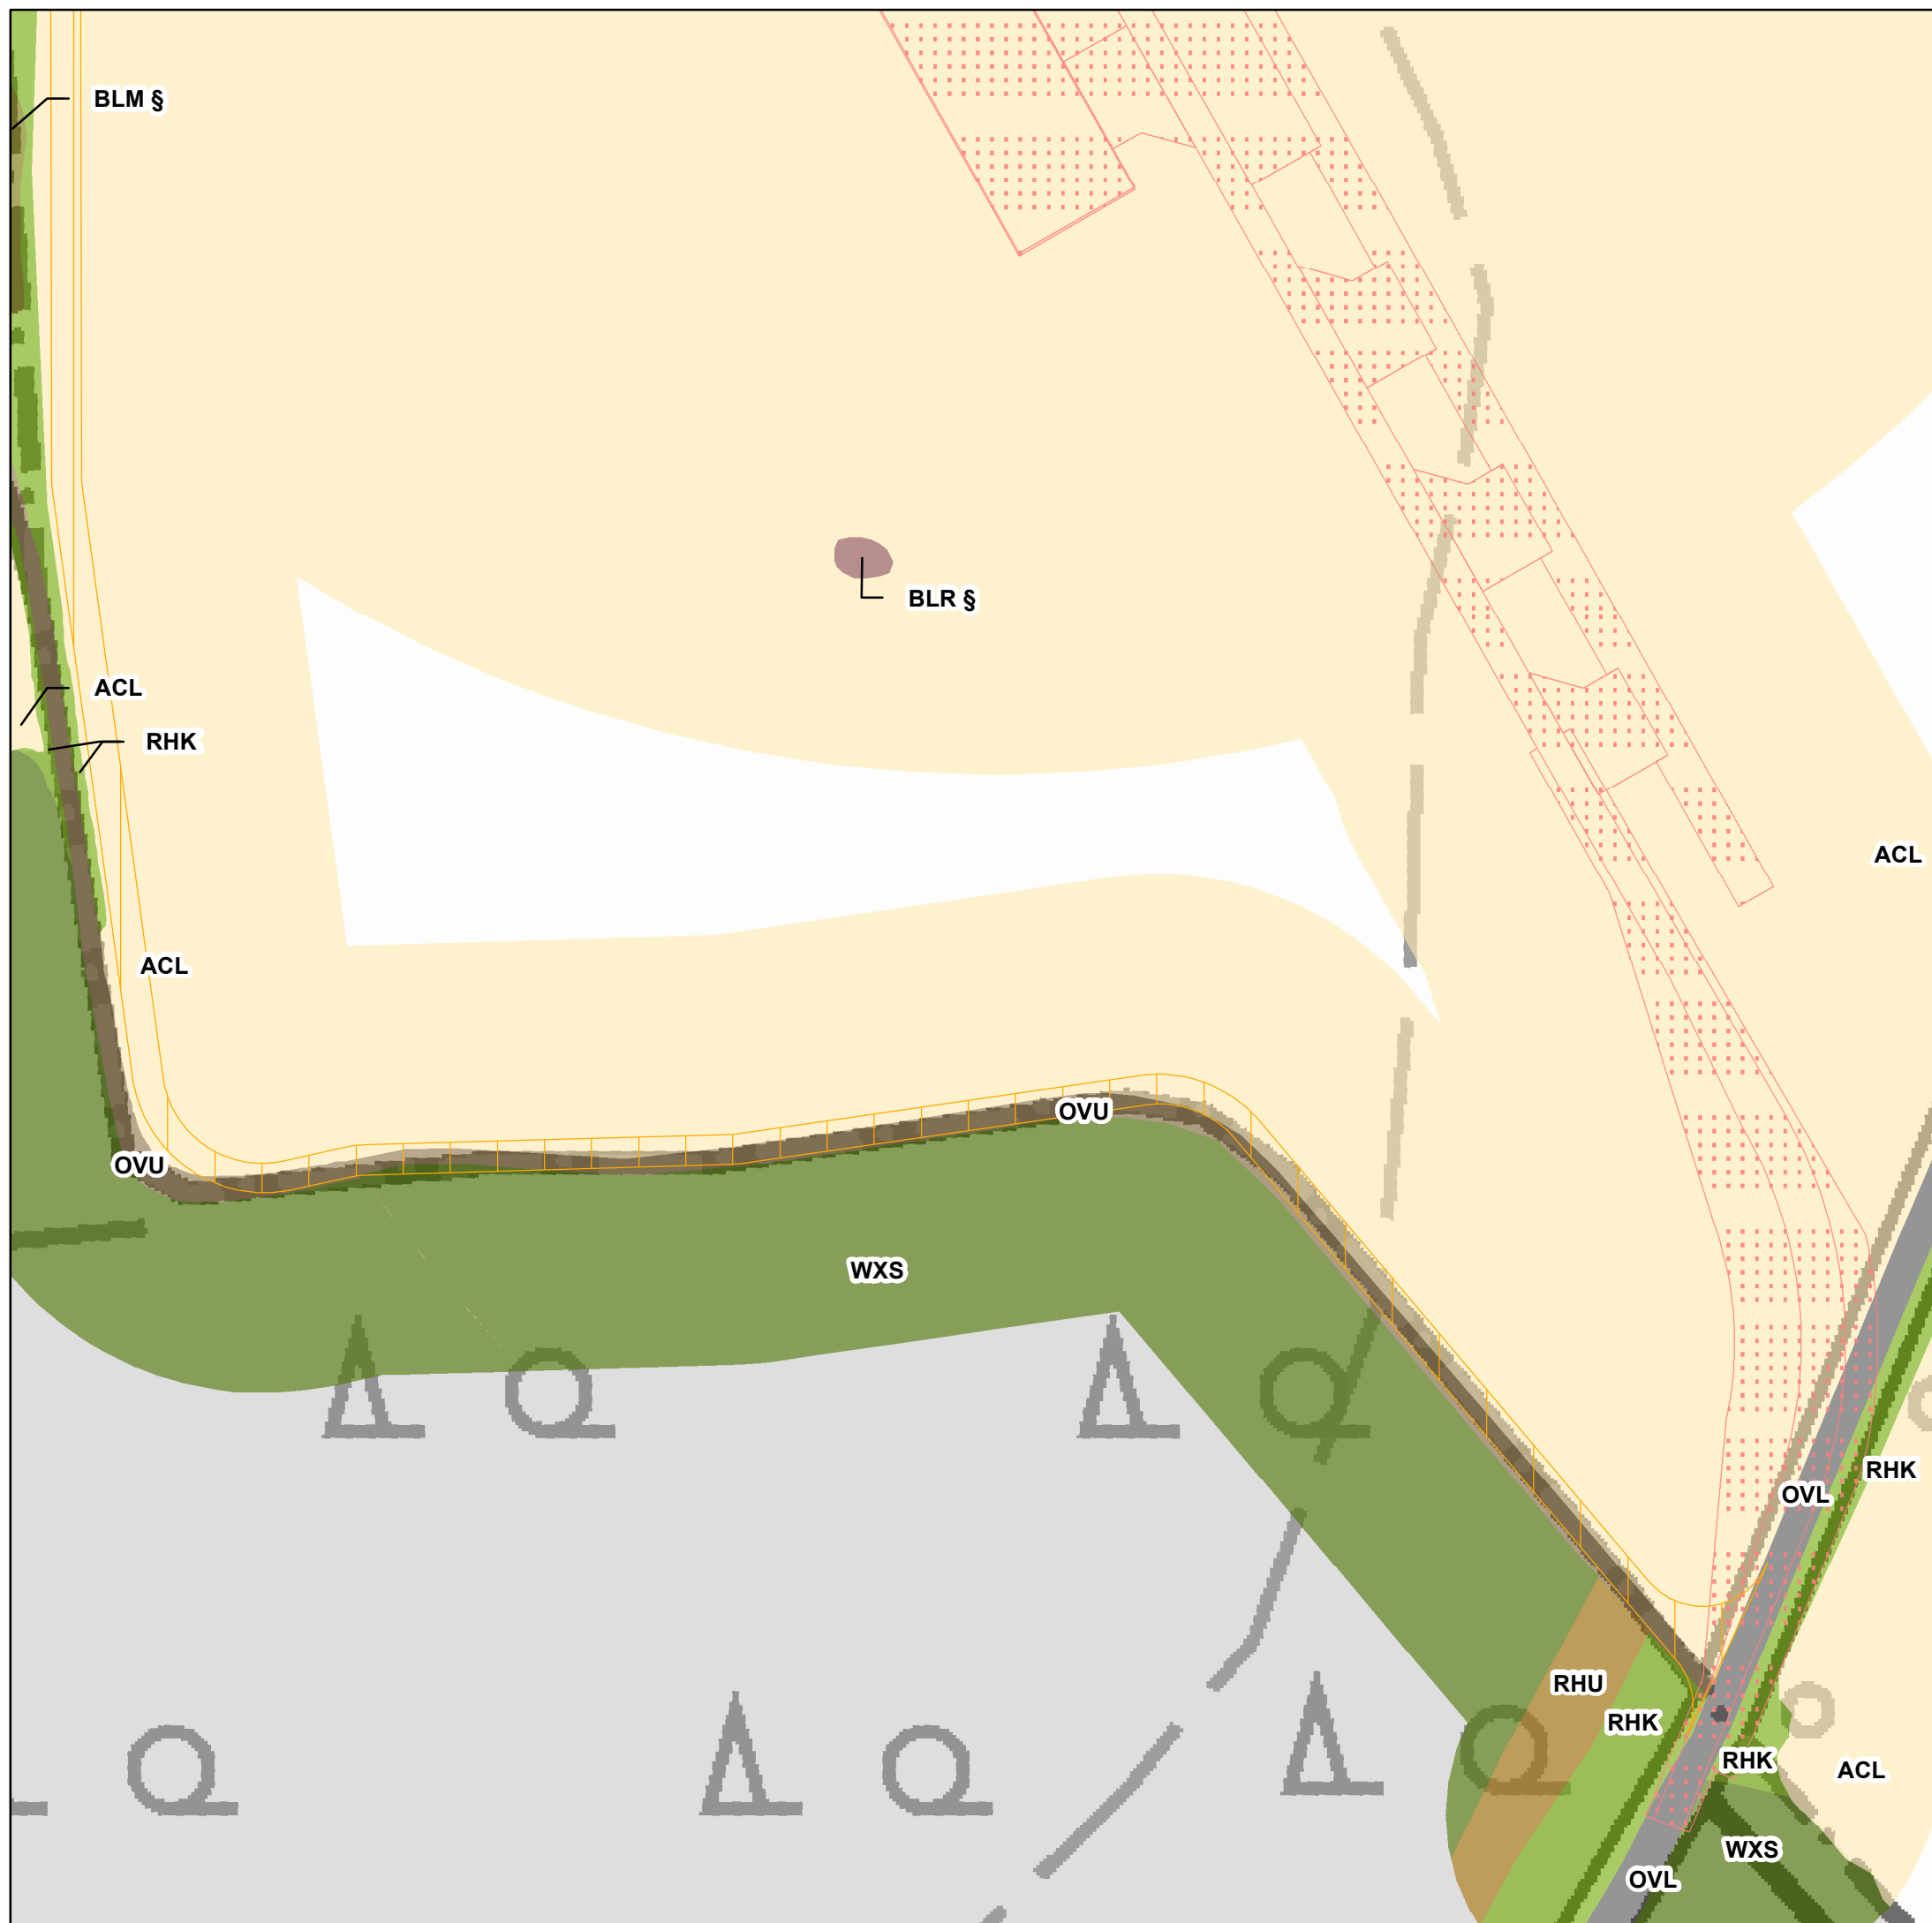 BLM §
BLR §
ACL
RHK
ACL
ACL
OVU
OVU
WXS
RHK
OVL
RHU
RHK
RHK
ACL
WXS
OVL